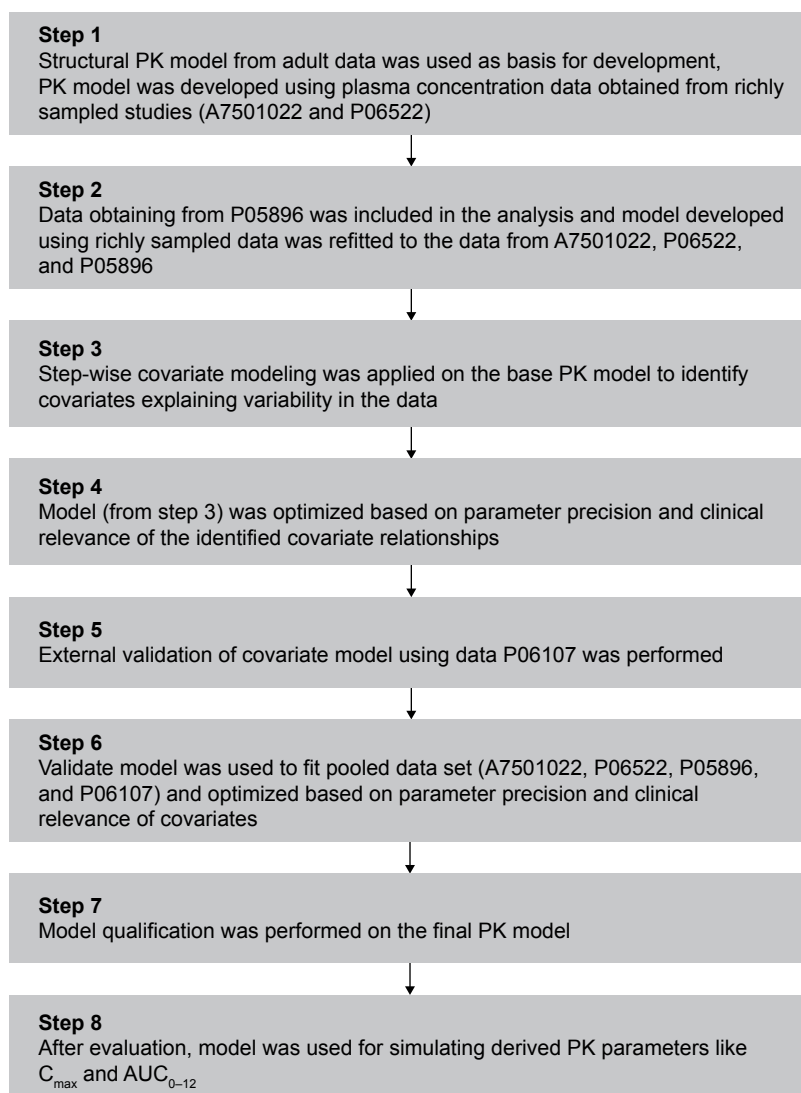 Step 1
Structural PK model from adult data was used as basis for development,
PK model was developed using plasma concentration data obtained from richly
sampled studies (A7501022 and P06522)
Step 2
Data obtaining from P05896 was included in the analysis and model developed
using richly sampled data was refitted to the data from A7501022, P06522,
and P05896
Step 3
Step-wise covariate modeling was applied on the base PK model to identify
covariates explaining variability in the data
Step 4
Model (from step 3) was optimized based on parameter precision and clinical
relevance of the identified covariate relationships
Step 5
External validation of covariate model using data P06107 was performed
Step 6
Validate model was used to fit pooled data set (A7501022, P06522, P05896,
and P06107) and optimized based on parameter precision and clinical
relevance of covariates
Step 7
Model qualification was performed on the final PK model
Step 8
After evaluation, model was used for simulating derived PK parameters like
Cmax and AUC0–12